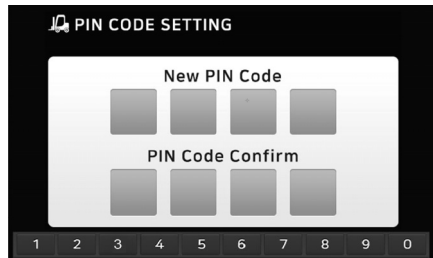 PIN CODE SETTING
New PIN Code
PIN Code Confirm
1 2 3 4 5 6 7 8 9 0